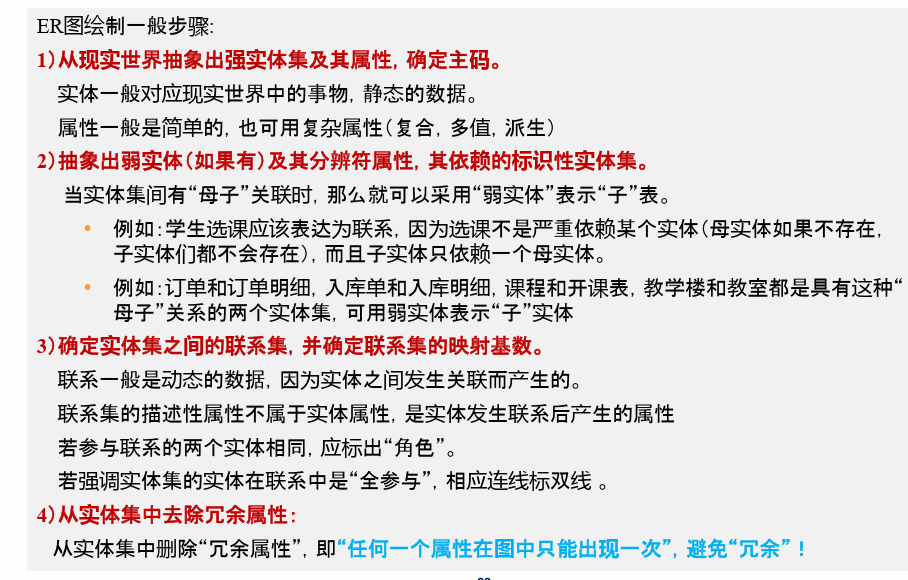 ER图绘制一般步骤:
1)从现实世界抽象出强实体集及其属性，确定主码。
实体一般对应现实世界中的事物，静态的数据。
属性一般是简单的，也可用复杂属性(复合，多值，派生)
2)抽象出弱实体(如果有)及其分辨符属性，其依赖的标识性实体集。
当实体集间有“母子”关联时，那么就可以采用“弱实体”表示“子”表。
• 例如:学生选课应该表达为联系，因为选课不是严重依赖某个实体(母实体如果不存在，
子实体们都不会存在)，而且子实体只依赖一个母实体。
• 例如:订单和订单明细，入库单和入库明细，课程和开课表，教学楼和教室都是具有这种“
母子”关系的两个实体集，可用弱实体表示“子”实体
3)确定实体集之间的联系集，并确定联系集的映射基数。
联系一般是动态的数据，因为实体之间发生关联而产生的。
联系集的描述性属性不属于实体属性，是实体发生联系后产生的属性
若参与联系的两个实体相同，应标出“角色”。
若强调实体集的实体在联系中是“全参与”，相应连线标双线 。
4)从实体集中去除冗余属性:
从实体集中删除“冗余属性”，即“任何一个属性在图中只能出现一次”，避免“冗余”！